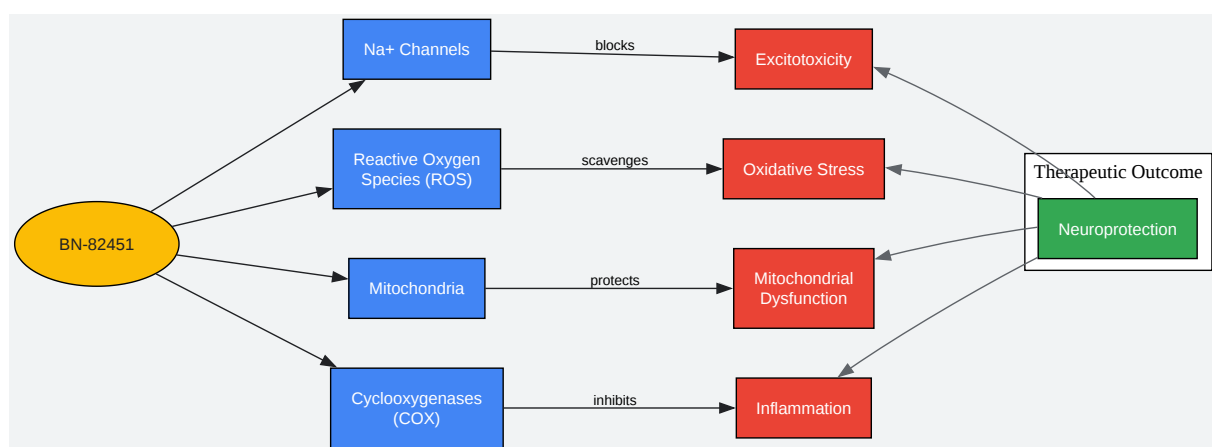 Na+ Channels
blocks
Excitotoxicity
Reactive Oxygen
Species (ROS)
scavenges
Oxidative Stress
Therapeutic Outcome
Neuroprotection
BN-82451
Mitochondria
protects
Mitochondrial
Dysfunction
Cyclooxygenases
(COX)
inhibits
Inflammation